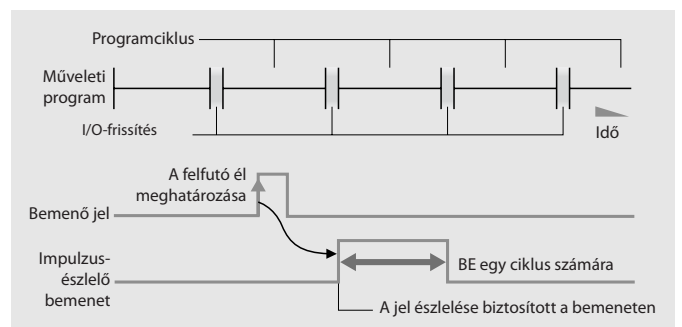 Programciklus
Műveleti
program
I/O-frissítés
Idő
A felfutó él
meghatározása
Bemenő jel
Impulzus-
észlelő
bemenet
BE egy ciklus számára
A jel észlelése biztosított a bemeneten